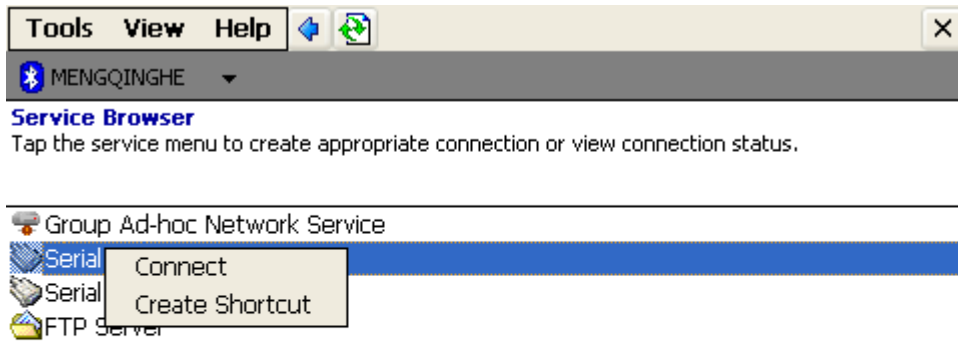 Tools View Help
MENGQINGHE
Service Browser
Tap the service menu to create appropriate connection or view connection status.
Group Ad-hoc Network Service
Serial
Connect
Serial
Create Shortcut
FTP Server